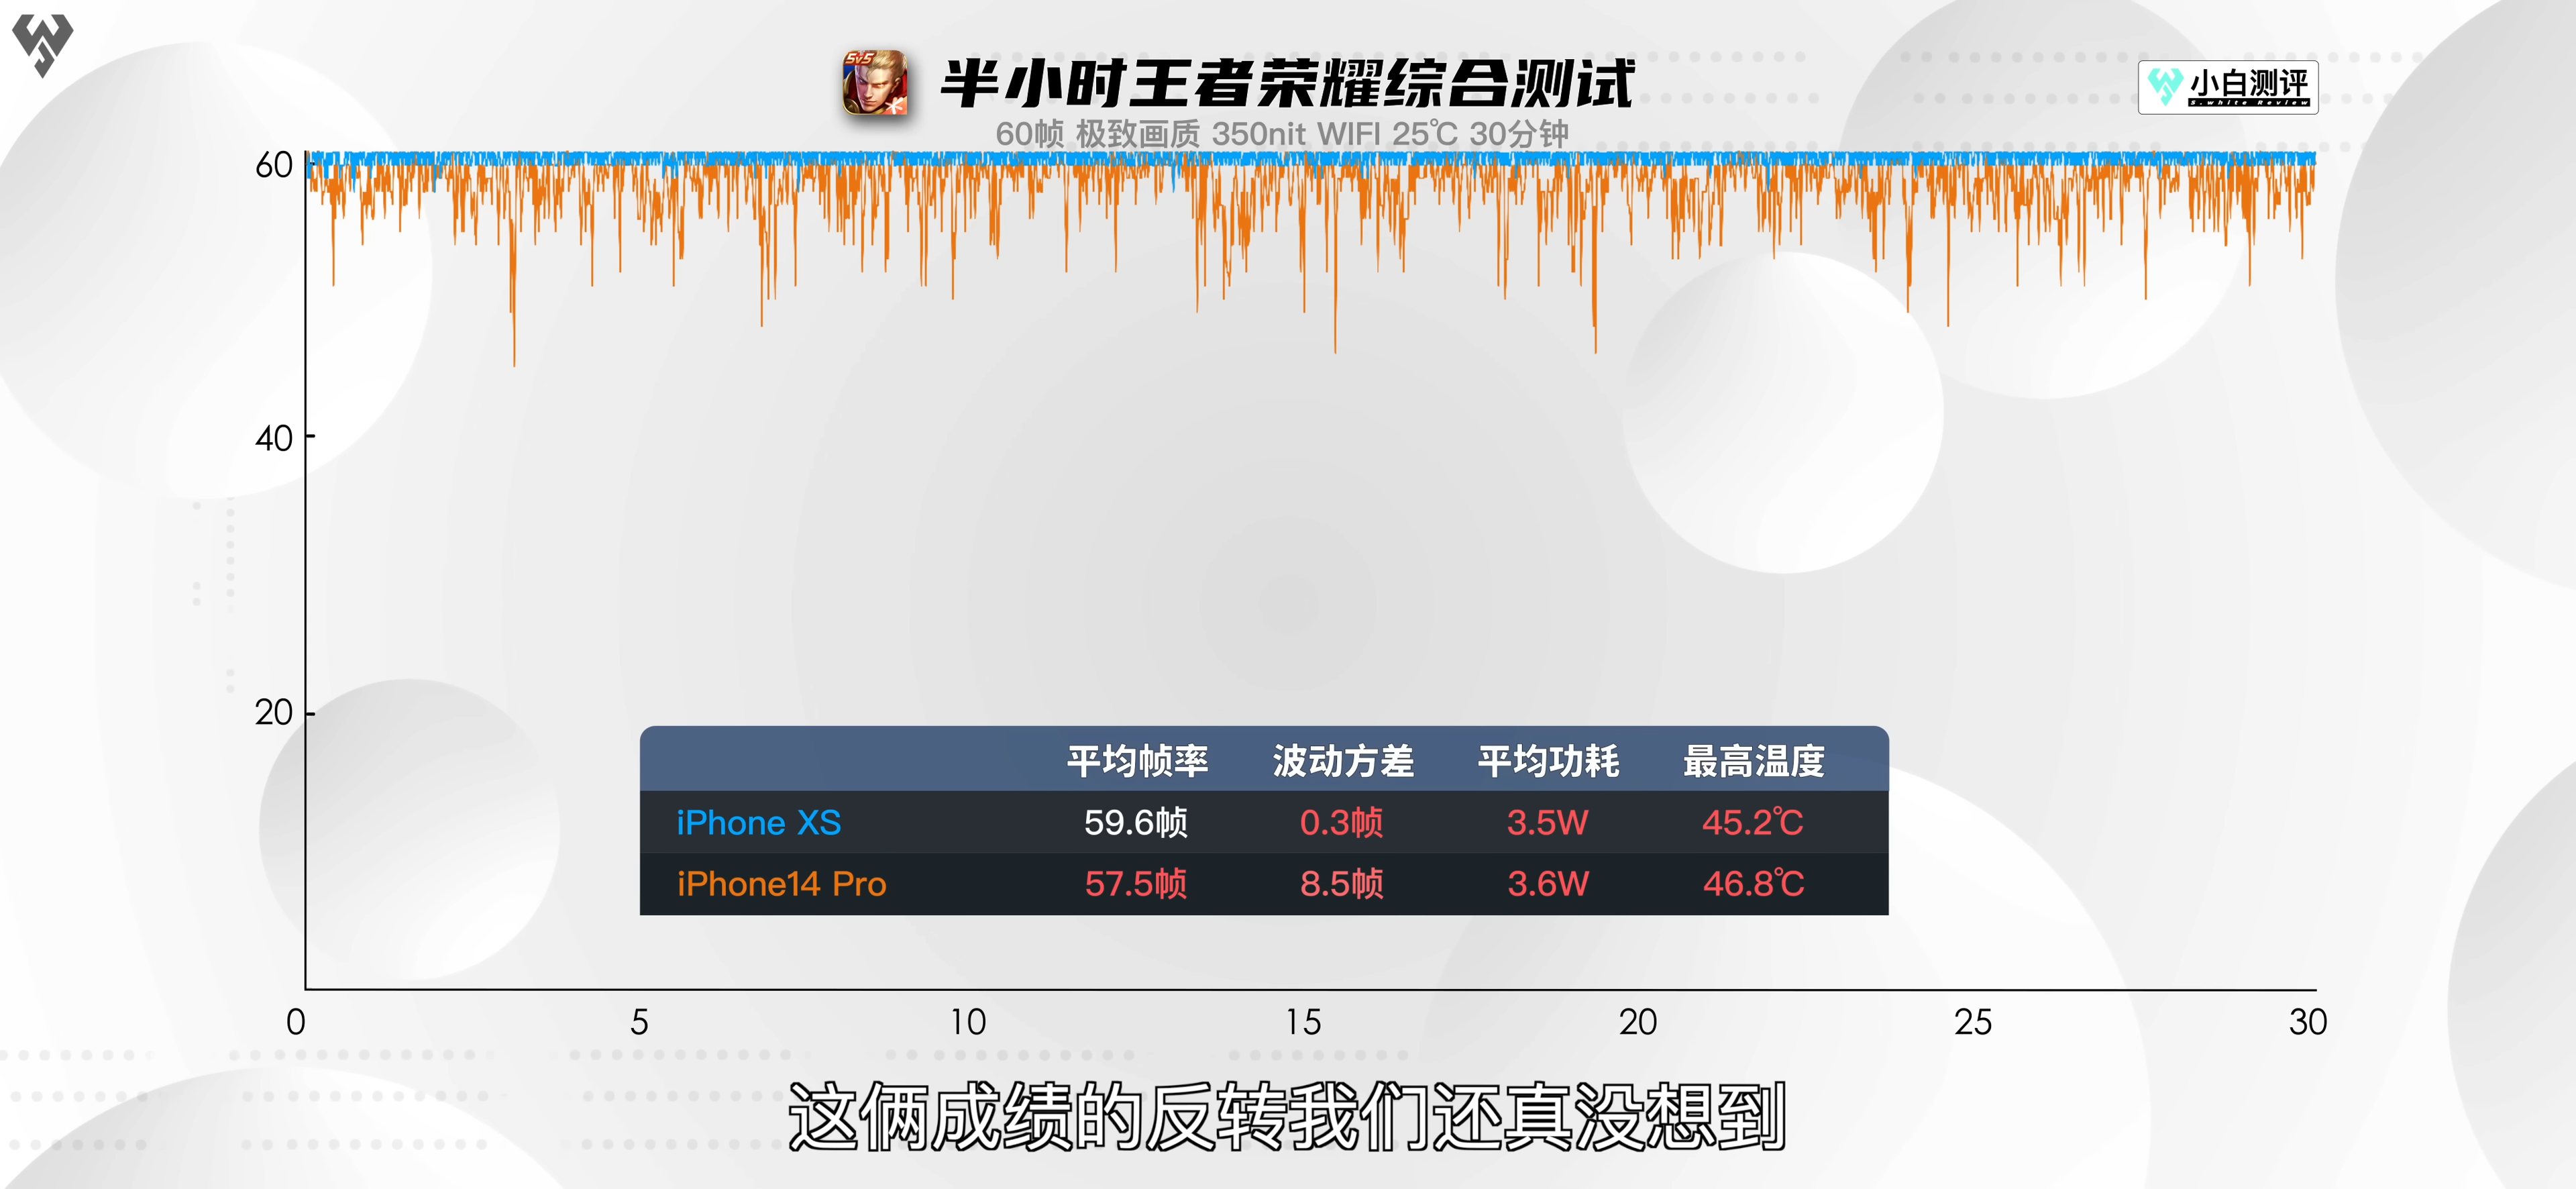 5v5
半小时王者荣耀综合测试
小白测评
S.white Review
60帧 极致画质 350nit WIFI 25℃ 30分钟
60
40
20
平均帧率 波动方差 平均功耗 最高温度
iPhone XS 59.6帧 0.3帧 3.5W 45.2℃
iPhone14 Pro 57.5帧 8.5帧 3.6W 46.8℃
0 5 10 15 20 25 30
这俩成绩的反转我们还真没想到